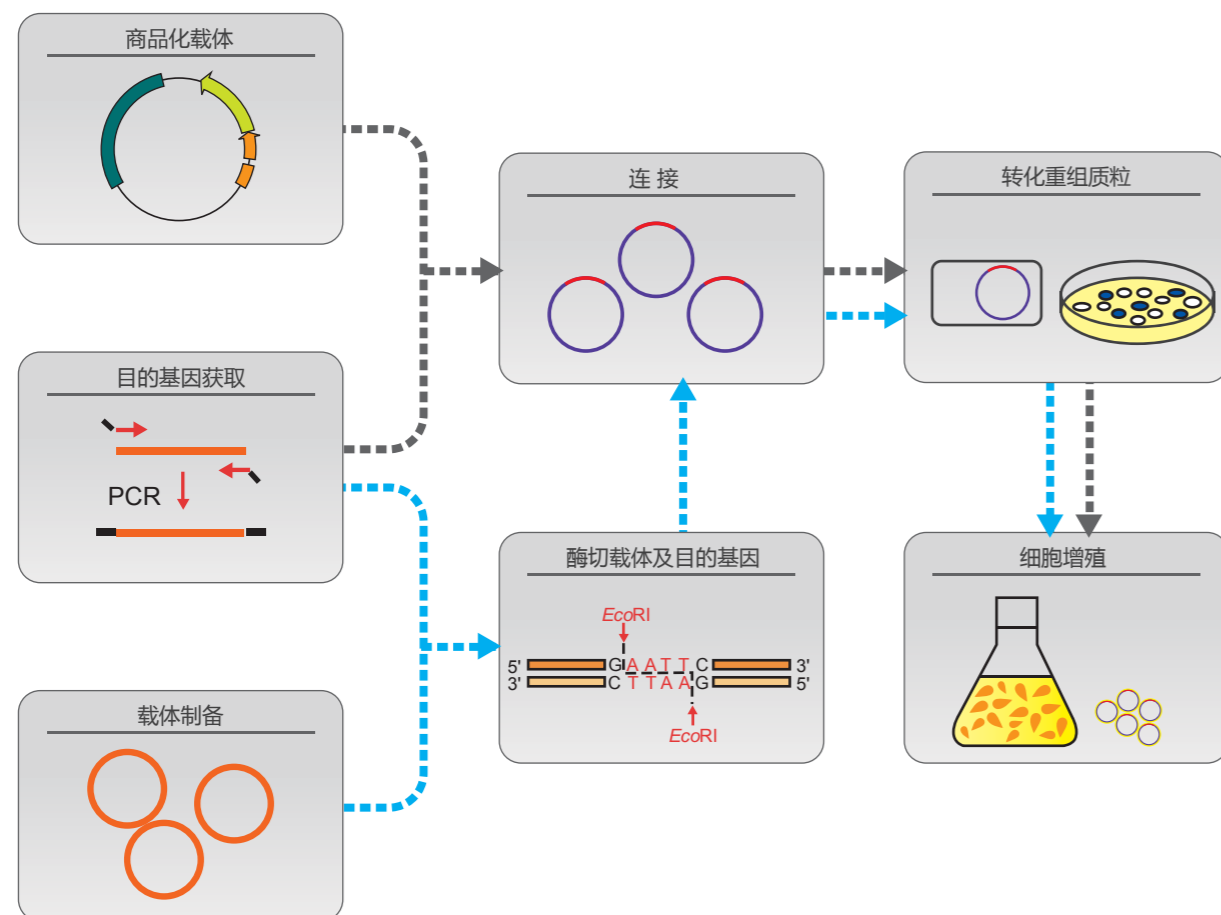 商品化载体
目的基因获取
PCR
载体制备
连 接
酶切载体及目的基因
EcoRI
5' G A A T T C 3'
3' C T T A A G 5'
EcoRI
转化重组质粒
细胞增殖